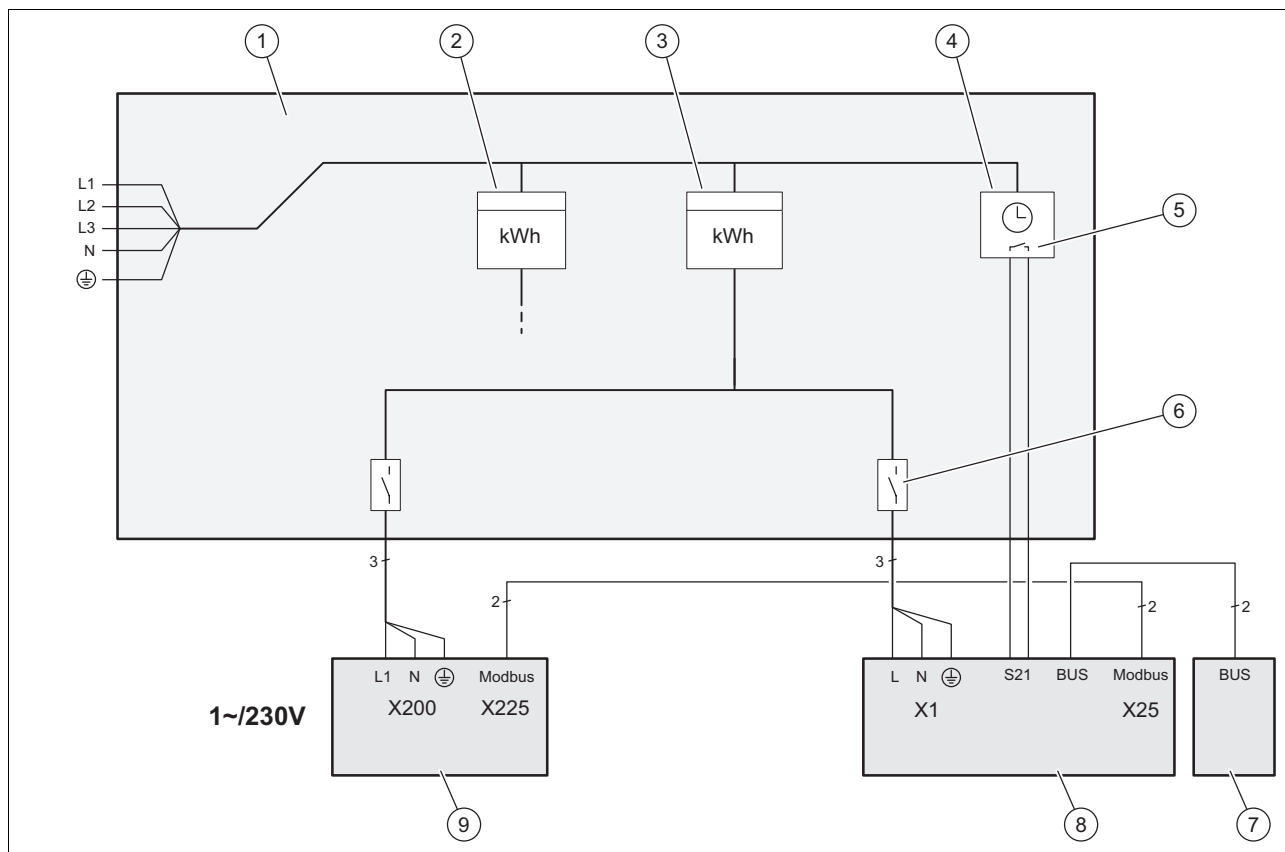 1 2 3 4
L1
L2
L3
N
kWh kWh
5
6
3 3
2 2 2
L1 N Modbus
X200 X225
L N S21 BUS Modbus
X1 X25
BUS
1~/230V
9 8 7